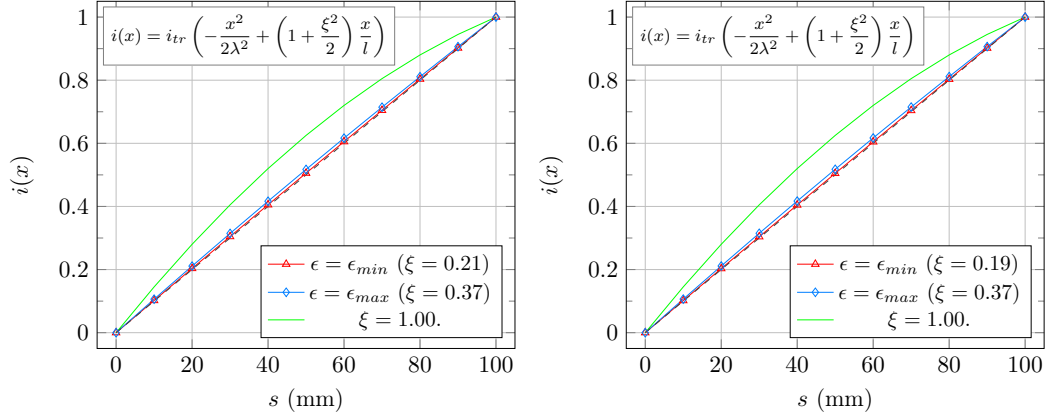 1
0.8
0.6
0.4
0.2
0
i(x)
i(x) = i_{tr} \left( -\frac{x^2}{2\lambda^2} + \left( 1 + \frac{\xi^2}{2} \right) \frac{x}{l} \right)
ϵ = ϵ_{min} (ξ = 0.21)
ϵ = ϵ_{max} (ξ = 0.37)
ξ = 1.00.
0 20 40 60 80 100
s (mm)
1
0.8
0.6
0.4
0.2
0
i(x)
i(x) = i_{tr} \left( -\frac{x^2}{2\lambda^2} + \left( 1 + \frac{\xi^2}{2} \right) \frac{x}{l} \right)
ϵ = ϵ_{min} (ξ = 0.19)
ϵ = ϵ_{max} (ξ = 0.37)
ξ = 1.00.
0 20 40 60 80 100
s (mm)